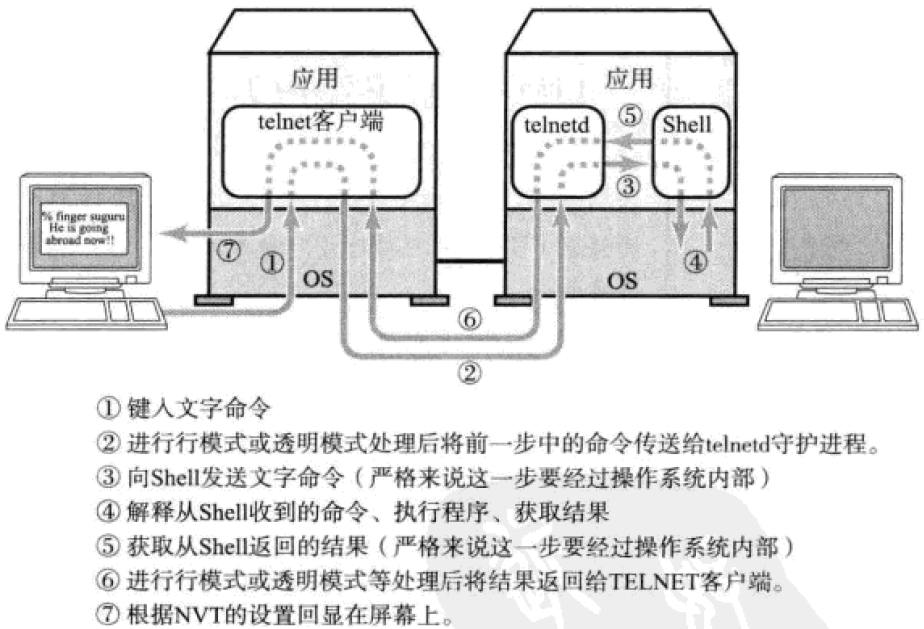 应用
应用
telnet客户端
telnetd
⑤
Shell
③
% finger suguru
He is going
abroad now!!
⑦
①
④
OS
OS
⑥
②
① 键入文字命令
② 进行行模式或透明模式处理后将前一步中的命令传送给telnetd守护进程。
③ 向Shell发送文字命令（严格来说这一步要经过操作系统内部）
④ 解释从Shell收到的命令、执行程序、获取结果
⑤ 获取从Shell返回的结果（严格来说这一步要经过操作系统内部）
⑥ 进行行模式或透明模式等处理后将结果返回给TELNET客户端。
⑦ 根据NVT的设置回显在屏幕上。